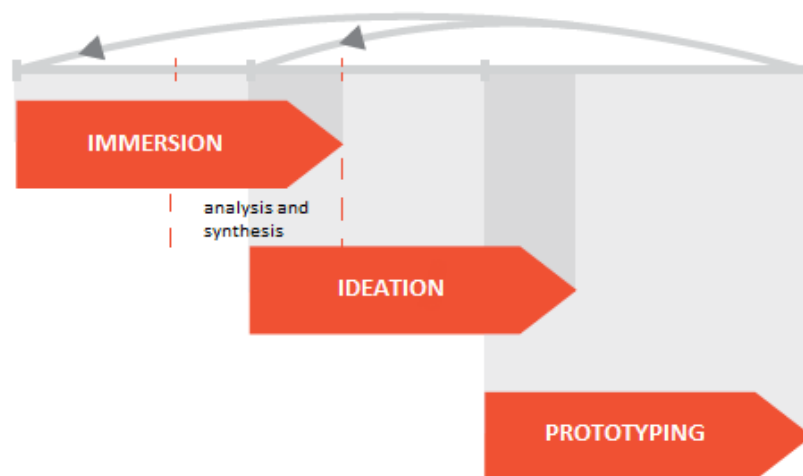 IMMERSION
analysis and
synthesis
IDEATION
PROTOTYPING